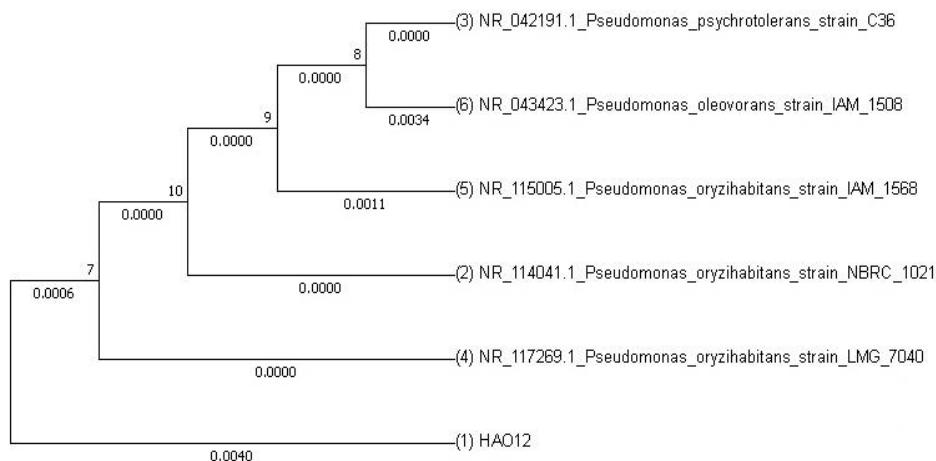 (3) NR_042191.1_Pseudomonas_psychrotolerans_strain_C36
0.0000
8
0.0000
(6) NR_043423.1_Pseudomonas_oleovorans_strain_IAM_1508
0.0034
9
0.0000
(5) NR_115005.1_Pseudomonas_oryzihabitans_strain_IAM_1568
0.0011
10
0.0000
(2) NR_114041.1_Pseudomonas_oryzihabitans_strain_NBRC_1021
0.0000
7
0.0006
(4) NR_117269.1_Pseudomonas_oryzihabitans_strain_LMG_7040
0.0000
(1) HAO12
0.0040